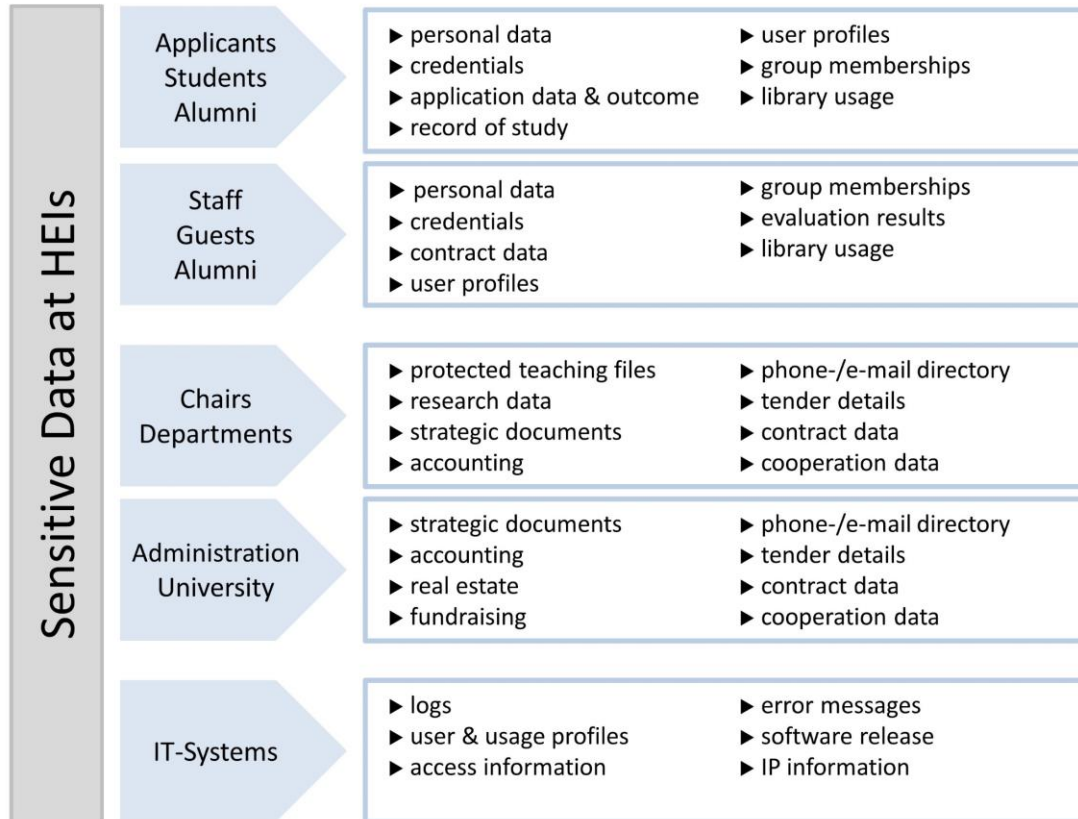 Sensitive Data at HEIs
Applicants
Students
Alumni
▶ personal data
▶ credentials
▶ application data & outcome
▶ record of study
▶ user profiles
▶ group memberships
▶ library usage
Staff
Guests
Alumni
▶ personal data
▶ credentials
▶ contract data
▶ user profiles
▶ group memberships
▶ evaluation results
▶ library usage
Chairs
Departments
▶ protected teaching files
▶ research data
▶ strategic documents
▶ accounting
▶ phone-/e-mail directory
▶ tender details
▶ contract data
▶ cooperation data
Administration
University
▶ strategic documents
▶ accounting
▶ real estate
▶ fundraising
▶ phone-/e-mail directory
▶ tender details
▶ contract data
▶ cooperation data
IT-Systems
▶ logs
▶ user & usage profiles
▶ access information
▶ error messages
▶ software release
▶ IP information